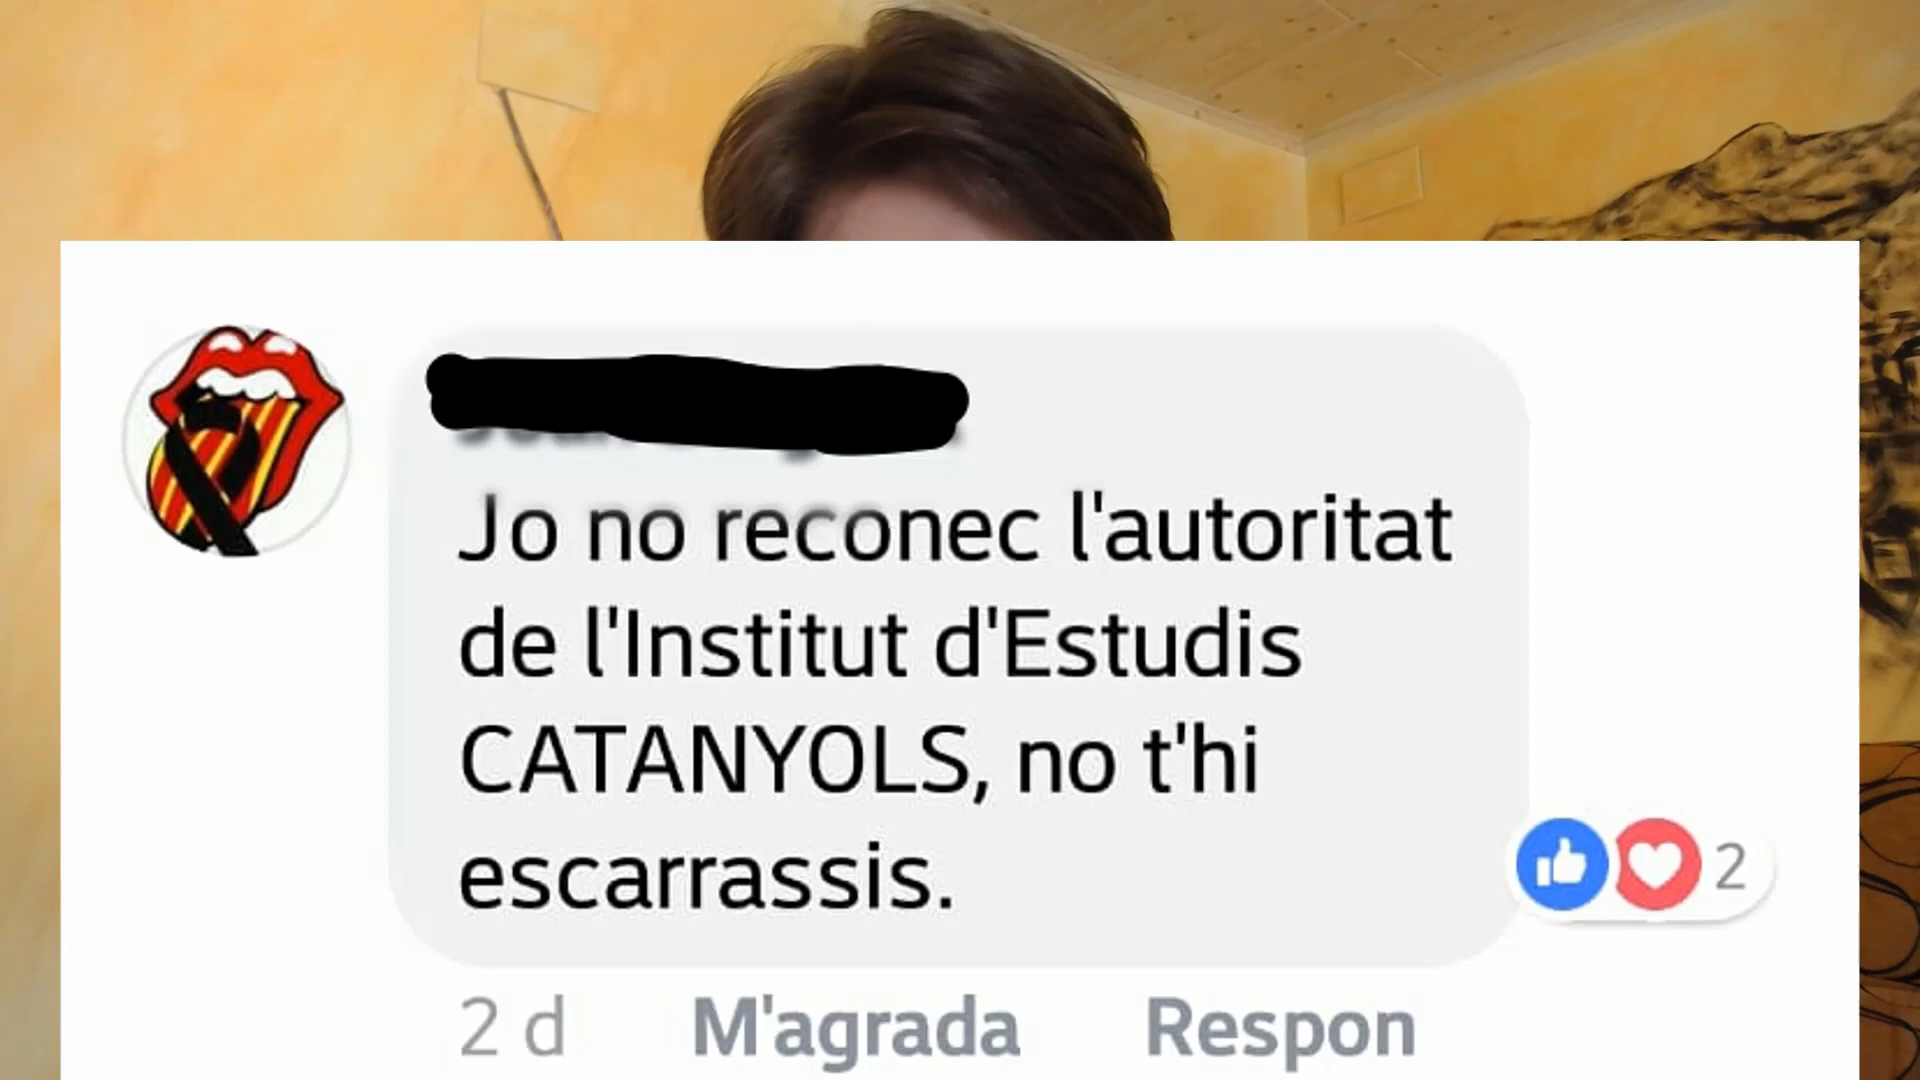 Jo no reconec l'autoritat
de l'Institut d'Estudis
CATANYOLS, no t'hi
escarrassis.
2
2 d M'agrada Respon